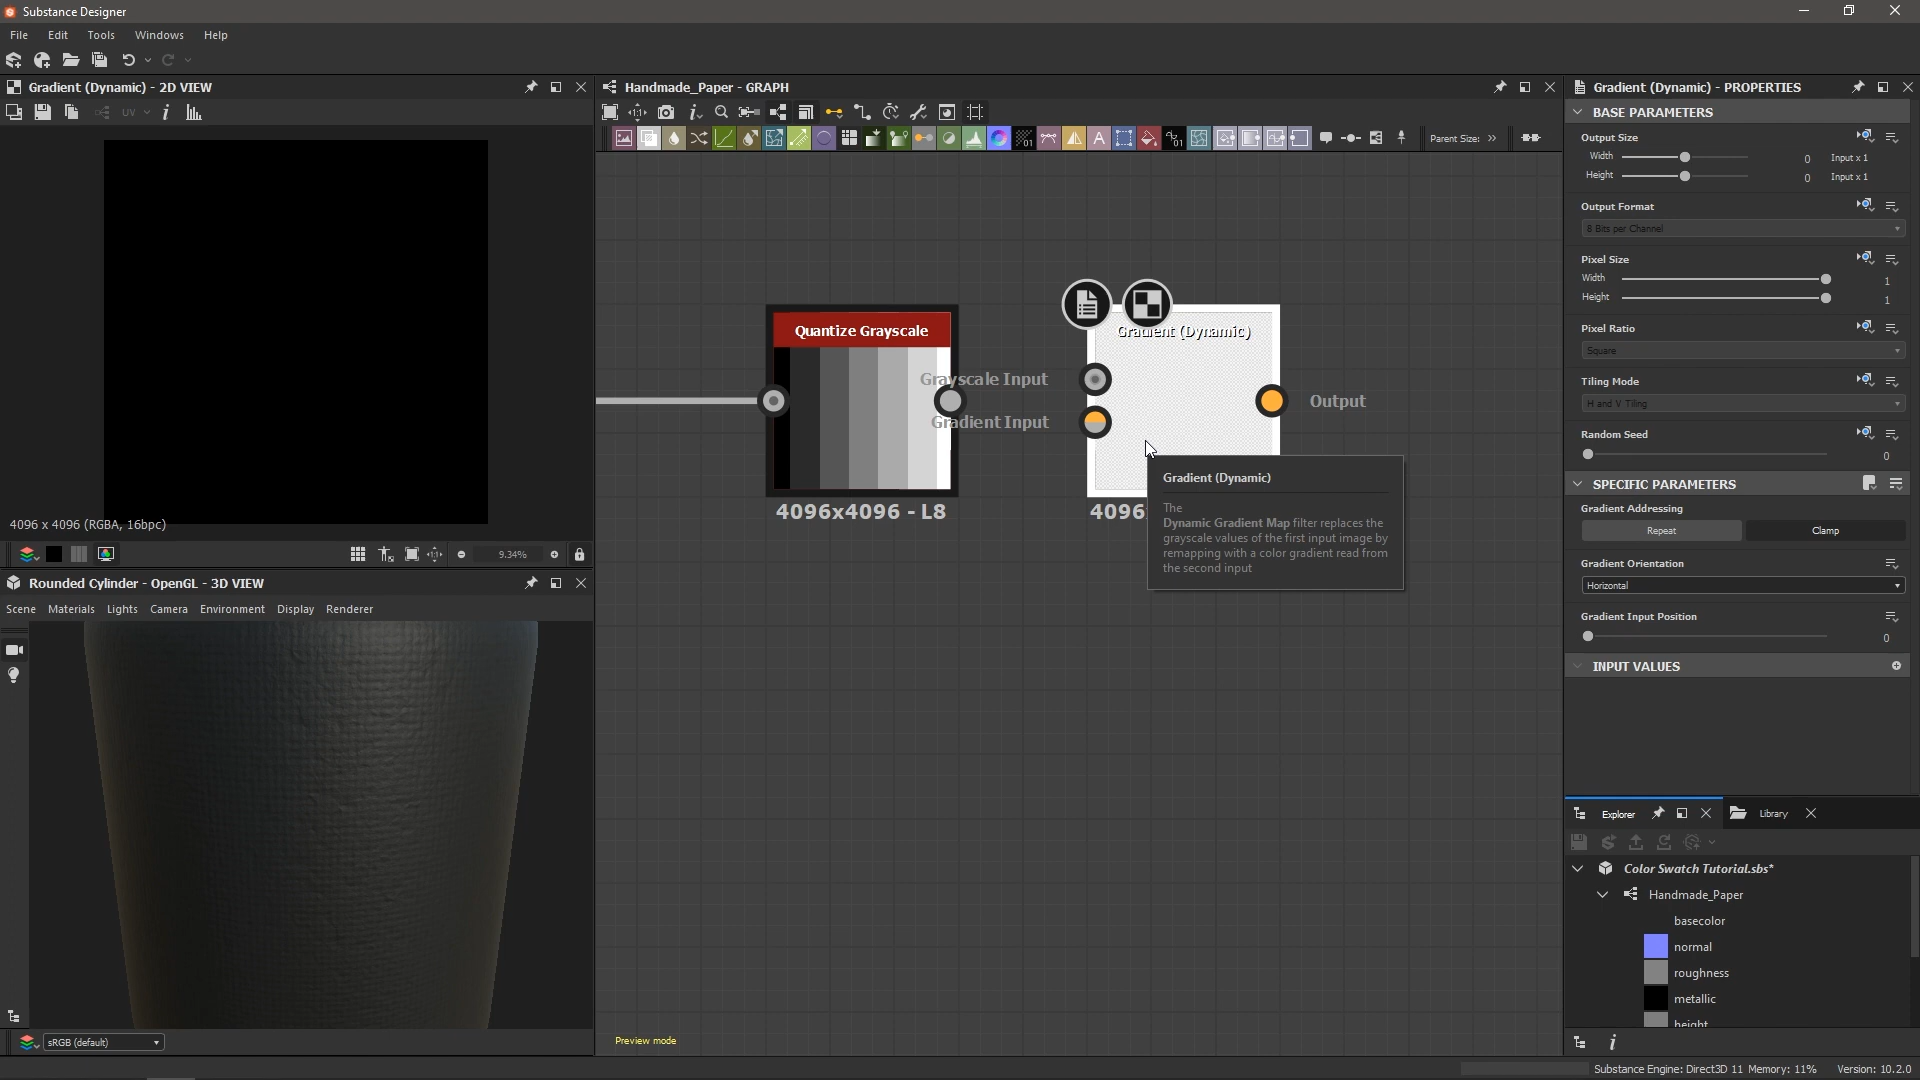 Substance Designer
File Edit Tools Windows Help
Gradient (Dynamic) - 2D VIEW
UV
4096 x 4096 (RGBA, 16bpc)
9.34%
Rounded Cylinder - OpenGL - 3D VIEW
Scene Materials Lights Camera Environment Display Renderer
sRGB (default)
Handmade_Paper - GRAPH
Parent Size:
Quantize Grayscale
4096x4096 - L8
Gradient (Dynamic)
Grayscale Input
Gradient Input
Output
4096
Gradient (Dynamic)
The
Dynamic Gradient Map filter replaces the
grayscale values of the first input image by
remapping with a color gradient read from
the second input
Preview mode
Gradient (Dynamic) - PROPERTIES
BASE PARAMETERS
Output Size
Width 0 Input x 1
Height 0 Input x 1
Output Format
8 Bits per Channel
Pixel Size
Width 1
Height 1
Pixel Ratio
Square
Tiling Mode
H and V Tiling
Random Seed
0
SPECIFIC PARAMETERS
Gradient Addressing
Repeat Clamp
Gradient Orientation
Horizontal
Gradient Input Position
0
INPUT VALUES
Explorer Library
Color Swatch Tutorial.sbs*
Handmade_Paper
basecolor
normal
roughness
metallic
height
Substance Engine: Direct3D 11 Memory: 11% Version: 10.2.0